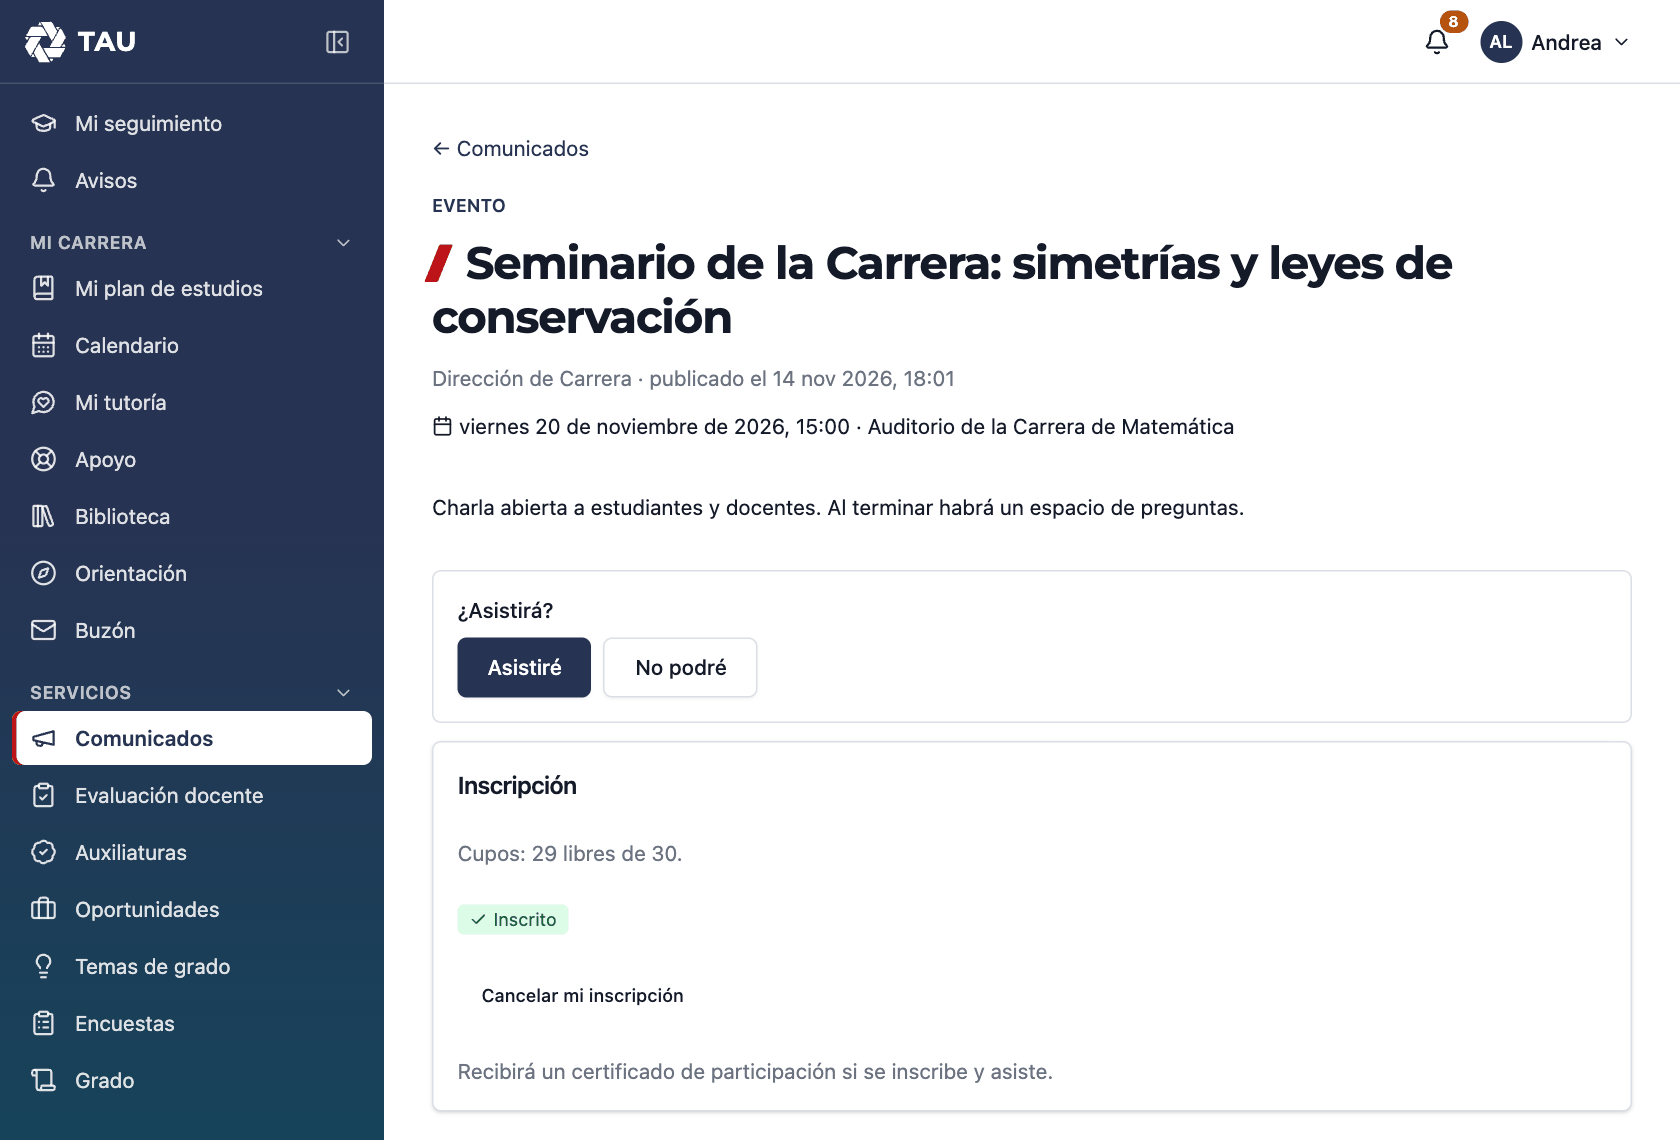 TAU
8
AL
Andrea
Mi seguimiento
Avisos
MI CARRERA
Mi plan de estudios
Calendario
Mi tutoría
Apoyo
Biblioteca
Orientación
Buzón
SERVICIOS
Comunicados
Evaluación docente
Auxiliaturas
Oportunidades
Temas de grado
Encuestas
Grado
← Comunicados
EVENTO
Seminario de la Carrera: simetrías y leyes de
conservación
Dirección de Carrera · publicado el 14 nov 2026, 18:01
viernes 20 de noviembre de 2026, 15:00 · Auditorio de la Carrera de Matemática
Charla abierta a estudiantes y docentes. Al terminar habrá un espacio de preguntas.
¿Asistirá?
Asistiré
No podré
Inscripción
Cupos: 29 libres de 30.
Inscrito
Cancelar mi inscripción
Recibirá un certificado de participación si se inscribe y asiste.